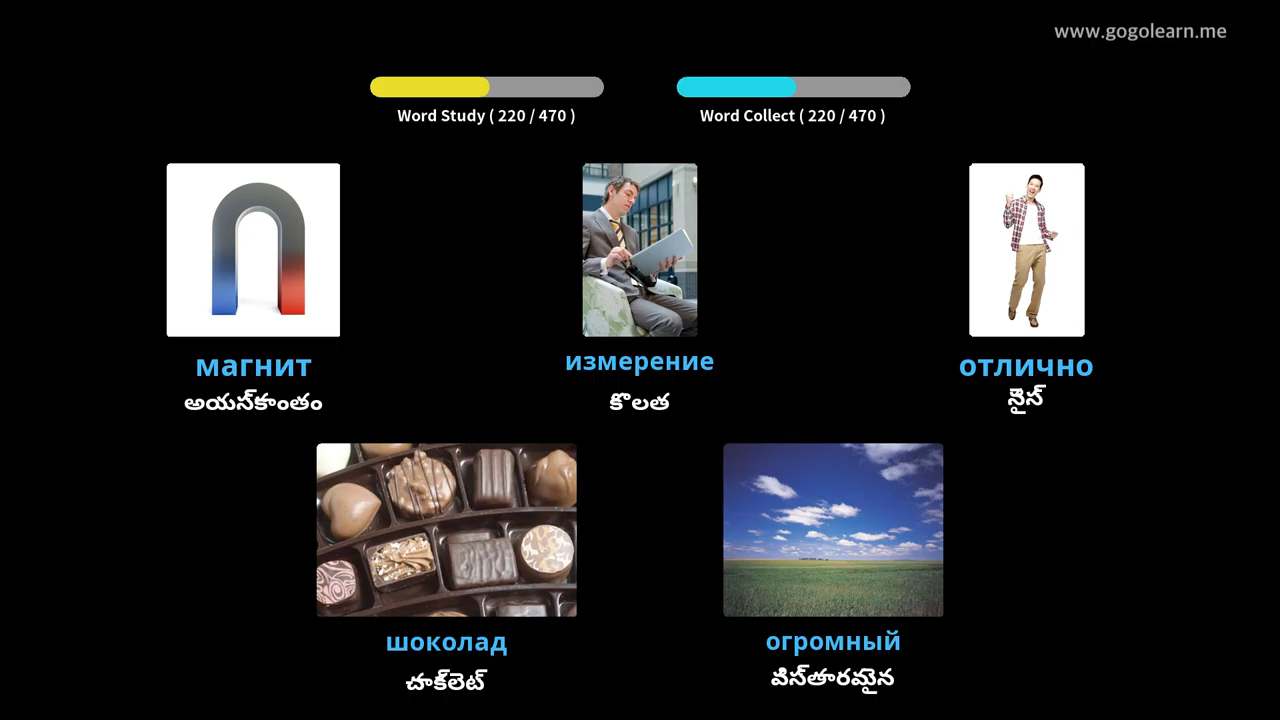 www.gogolearn.me
Word Study ( 220 / 470 )
Word Collect ( 220 / 470 )
магнит
అయస్కాంతం
измерение
కొలత
отлично
నైస్
шоколад
చాక్లెట్
огромный
విస్తారమైన